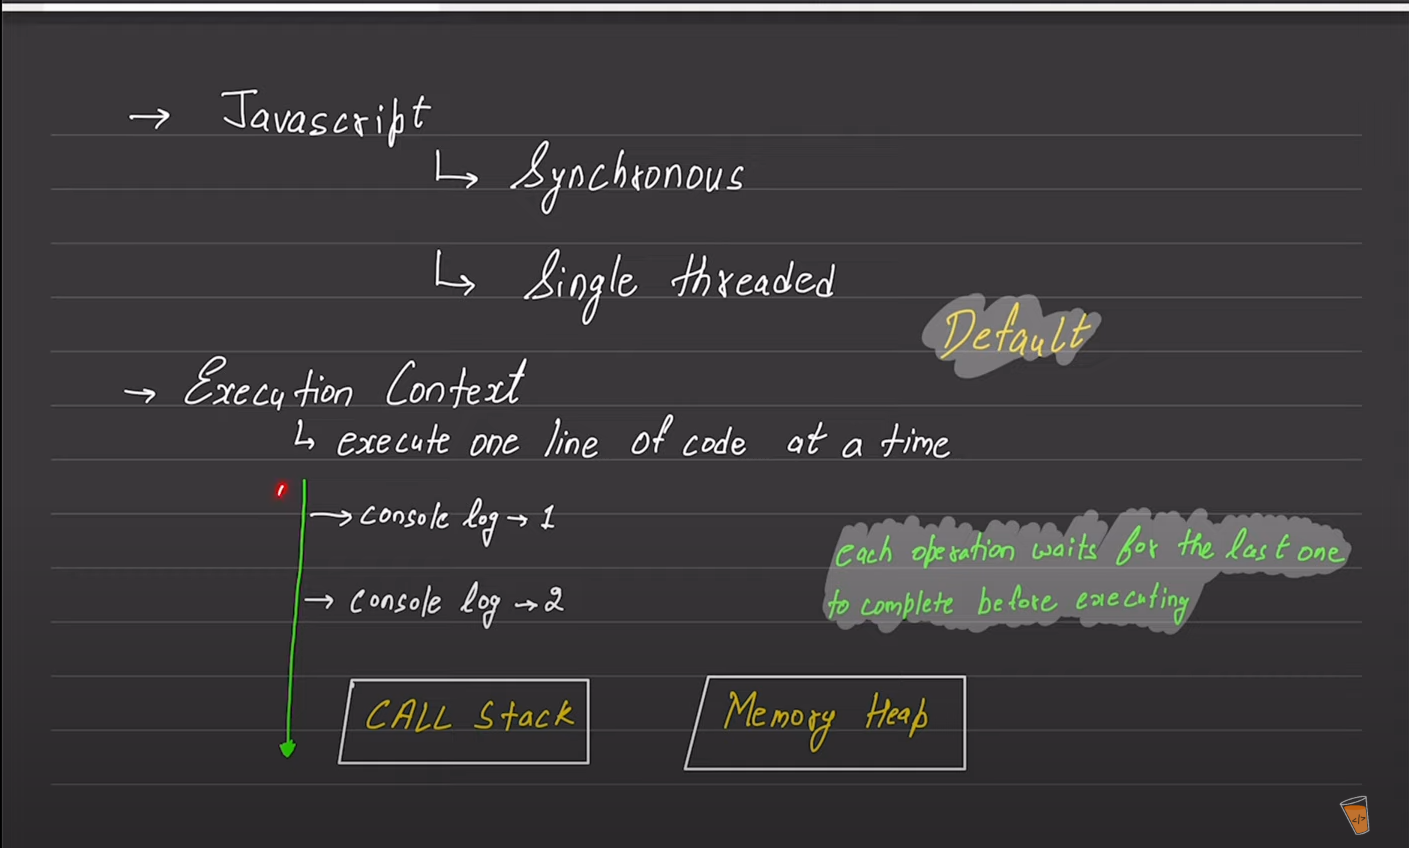 → Javascript
↳ Synchronous
↳ Single threaded
Default
→ Execution Context
↳ execute one line of code at a time
→ console log → 1
each operation waits for the last one
→ console log → 2
to complete before executing
CALL Stack
Memory Heap
</>